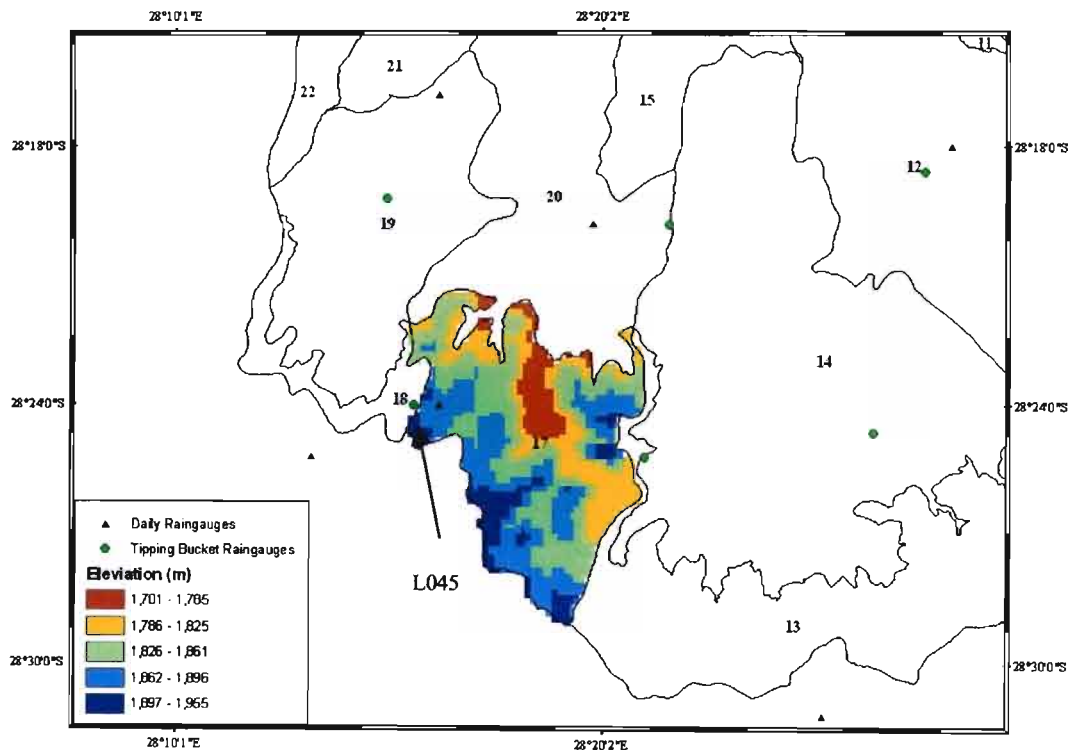 28°10'1"E 28°20'2"E
11
21
22
15
28°18'0"S 28°18'0"S
12
20
19
14
28°24'0"S 18 28°24'0"S
L045
Daily Raingauges
Tipping Bucket Raingauges
Elevation (m)
1,701 - 1,785
1,786 - 1,825
1,826 - 1,861
1,862 - 1,896
1,897 - 1,955
13
28°30'0"S 28°30'0"S
28°10'1"E 28°20'2"E